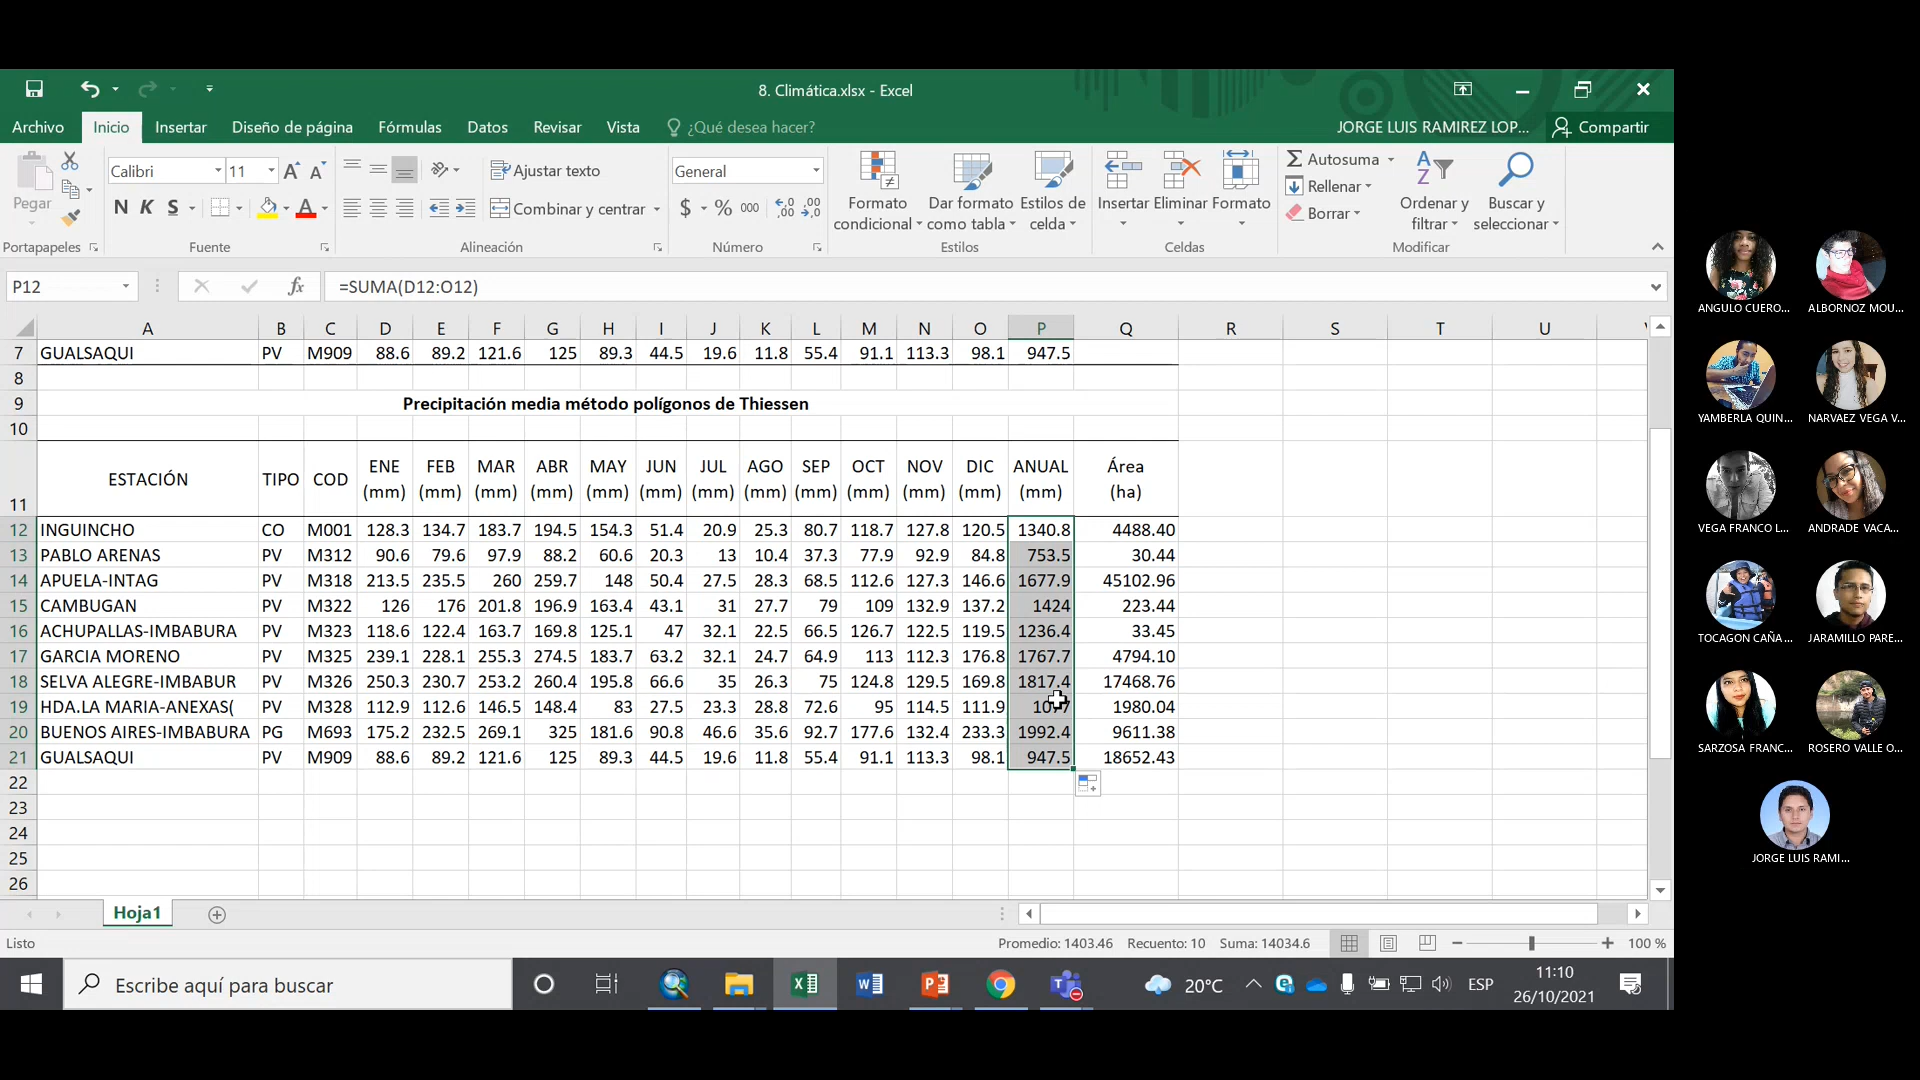 8. Climática.xlsx - Excel
Archivo Inicio Insertar Diseño de página Fórmulas Datos Revisar Vista ¿Qué desea hacer? JORGE LUIS RAMIREZ LOP... Compartir
Pegar
Portapapeles
Calibri 11
N K S
Fuente
Ajustar texto
Combinar y centrar
Alineación
General
$ % 000
Número
Formato condicional
Dar formato como tabla
Estilos de celda
Estilos
Insertar Eliminar Formato
Celdas
Autosuma
Rellenar
Borrar
Ordenar y filtrar
Buscar y seleccionar
Modificar
P12 fx =SUMA(D12:O12)
A B C D E F G H I J K L M N O P Q R S T U
7 GUALSAQUI PV M909 88.6 89.2 121.6 125 89.3 44.5 19.6 11.8 55.4 91.1 113.3 98.1 947.5
8
9 Precipitación media método polígonos de Thiessen
10
11 ESTACIÓN TIPO COD ENE (mm) FEB (mm) MAR (mm) ABR (mm) MAY (mm) JUN (mm) JUL (mm) AGO (mm) SEP (mm) OCT (mm) NOV (mm) DIC (mm) ANUAL (mm) Área (ha)
12 INGUINCHO CO M001 128.3 134.7 183.7 194.5 154.3 51.4 20.9 25.3 80.7 118.7 127.8 120.5 1340.8 4488.40
13 PABLO ARENAS PV M312 90.6 79.6 97.9 88.2 60.6 20.3 13 10.4 37.3 77.9 92.9 84.8 753.5 30.44
14 APUELA-INTAG PV M318 213.5 235.5 260 259.7 148 50.4 27.5 28.3 68.5 112.6 127.3 146.6 1677.9 45102.96
15 CAMBUGAN PV M322 126 176 201.8 196.9 163.4 43.1 31 27.7 79 109 132.9 137.2 1424 223.44
16 ACHUPALLAS-IMBABURA PV M323 118.6 122.4 163.7 169.8 125.1 47 32.1 22.5 66.5 126.7 122.5 119.5 1236.4 33.45
17 GARCIA MORENO PV M325 239.1 228.1 255.3 274.5 183.7 63.2 32.1 24.7 64.9 113 112.3 176.8 1767.7 4794.10
18 SELVA ALEGRE-IMBABUR PV M326 250.3 230.7 253.2 260.4 195.8 66.6 35 26.3 75 124.8 129.5 169.8 1817.4 17468.76
19 HDA.LA MARIA-ANEXAS( PV M328 112.9 112.6 146.5 148.4 83 27.5 23.3 28.8 72.6 95 114.5 111.9 1980.04
20 BUENOS AIRES-IMBABURA PG M693 175.2 232.5 269.1 325 181.6 90.8 46.6 35.6 92.7 177.6 132.4 233.3 1992.4 9611.38
21 GUALSAQUI PV M909 88.6 89.2 121.6 125 89.3 44.5 19.6 11.8 55.4 91.1 113.3 98.1 947.5 18652.43
22
23
24
25
26
Hoja1
Listo Promedio: 1403.46 Recuento: 10 Suma: 14034.6 100 %
Escribe aquí para buscar
20°C ESP
11:10
26/10/2021
ANGULO CUERO... ALBORNOZ MOU...
YAMBERLA QUIN... NARVAEZ VEGA V...
VEGA FRANCO L... ANDRADE VACA...
TOCAGON CAÑA... JARAMILLO PARE...
SARZOSA FRANC... ROSERO VALLE O...
JORGE LUIS RAMI...